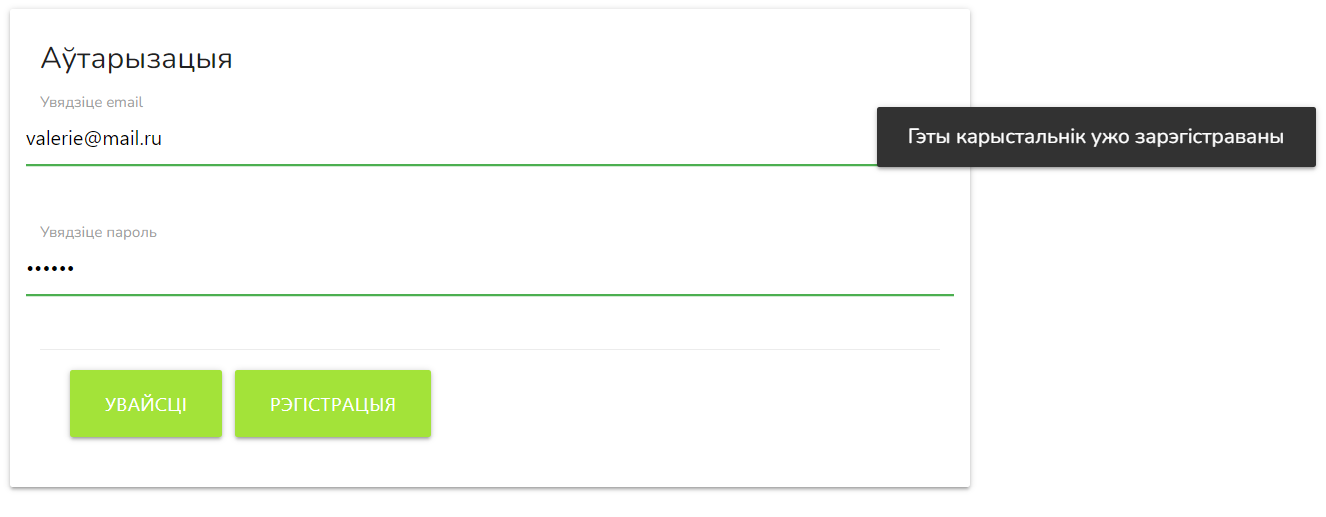 Аўтарызацыя
Увядзіце email
valerie@mail.ru
Гэты карыстальнік ужо зарэгістраваны
Увядзіце пароль
••••••
УВАЙСЦІ
РЭГІСТРАЦЫЯ